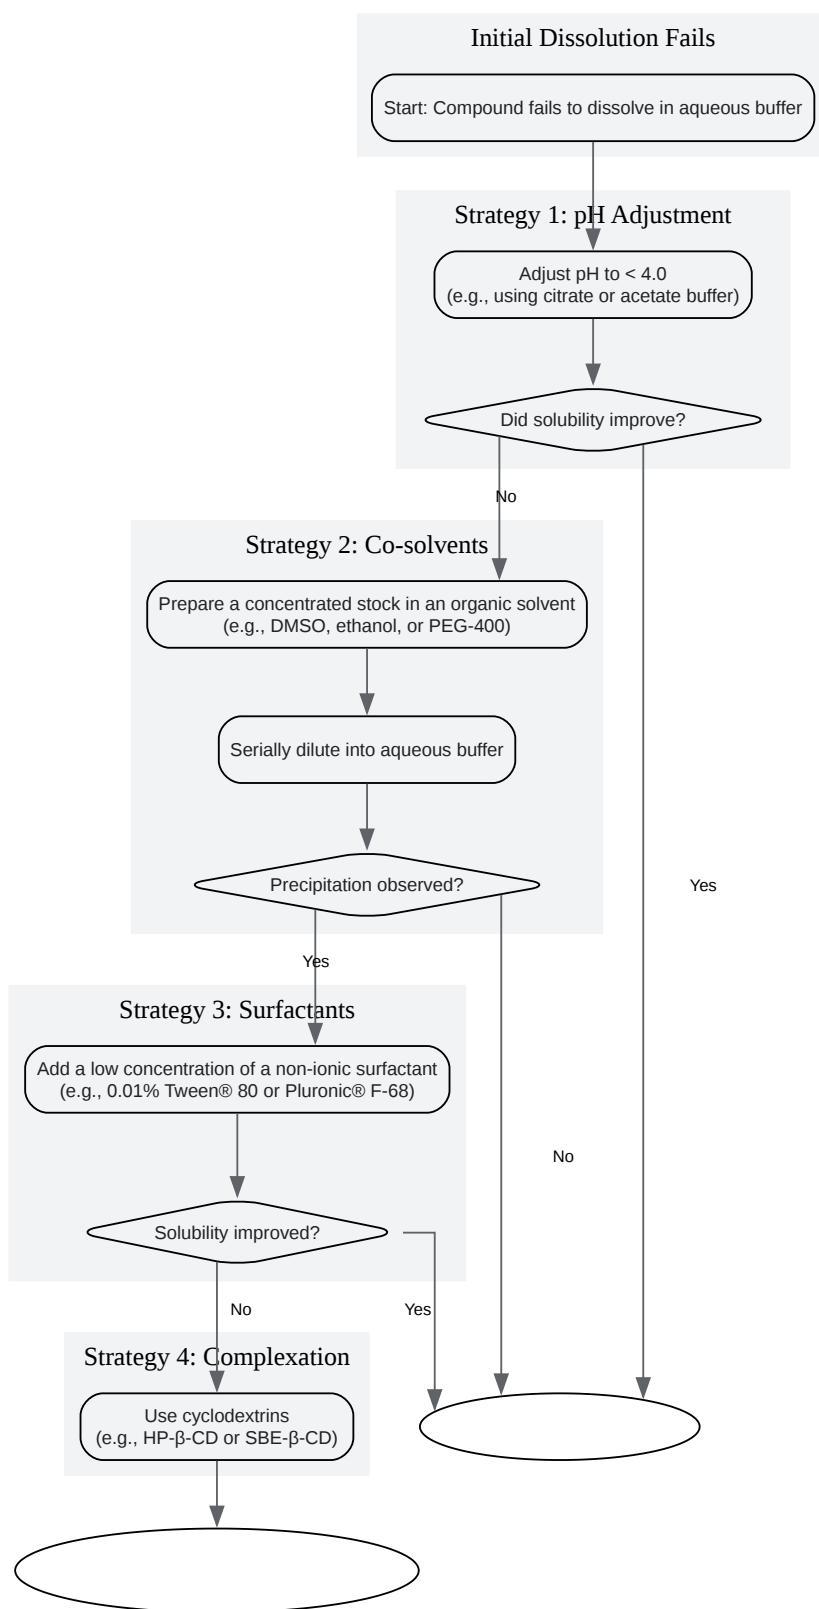 Initial Dissolution Fails
Start: Compound fails to dissolve in aqueous buffer
Strategy 1: pH Adjustment
Adjust pH to < 4.0
(e.g., using citrate or acetate buffer)
Did solubility improve?
No
Strategy 2: Co-solvents
Prepare a concentrated stock in an organic solvent
(e.g., DMSO, ethanol, or PEG-400)
Serially dilute into aqueous buffer
Precipitation observed?
Yes
Yes
Strategy 3: Surfactants
Add a low concentration of a non-ionic surfactant
(e.g., 0.01% Tween® 80 or Pluronic® F-68)
No
Solubility improved?
No
Yes
Strategy 4: Complexation
Use cyclodextrins
(e.g., HP-β-CD or SBE-β-CD)